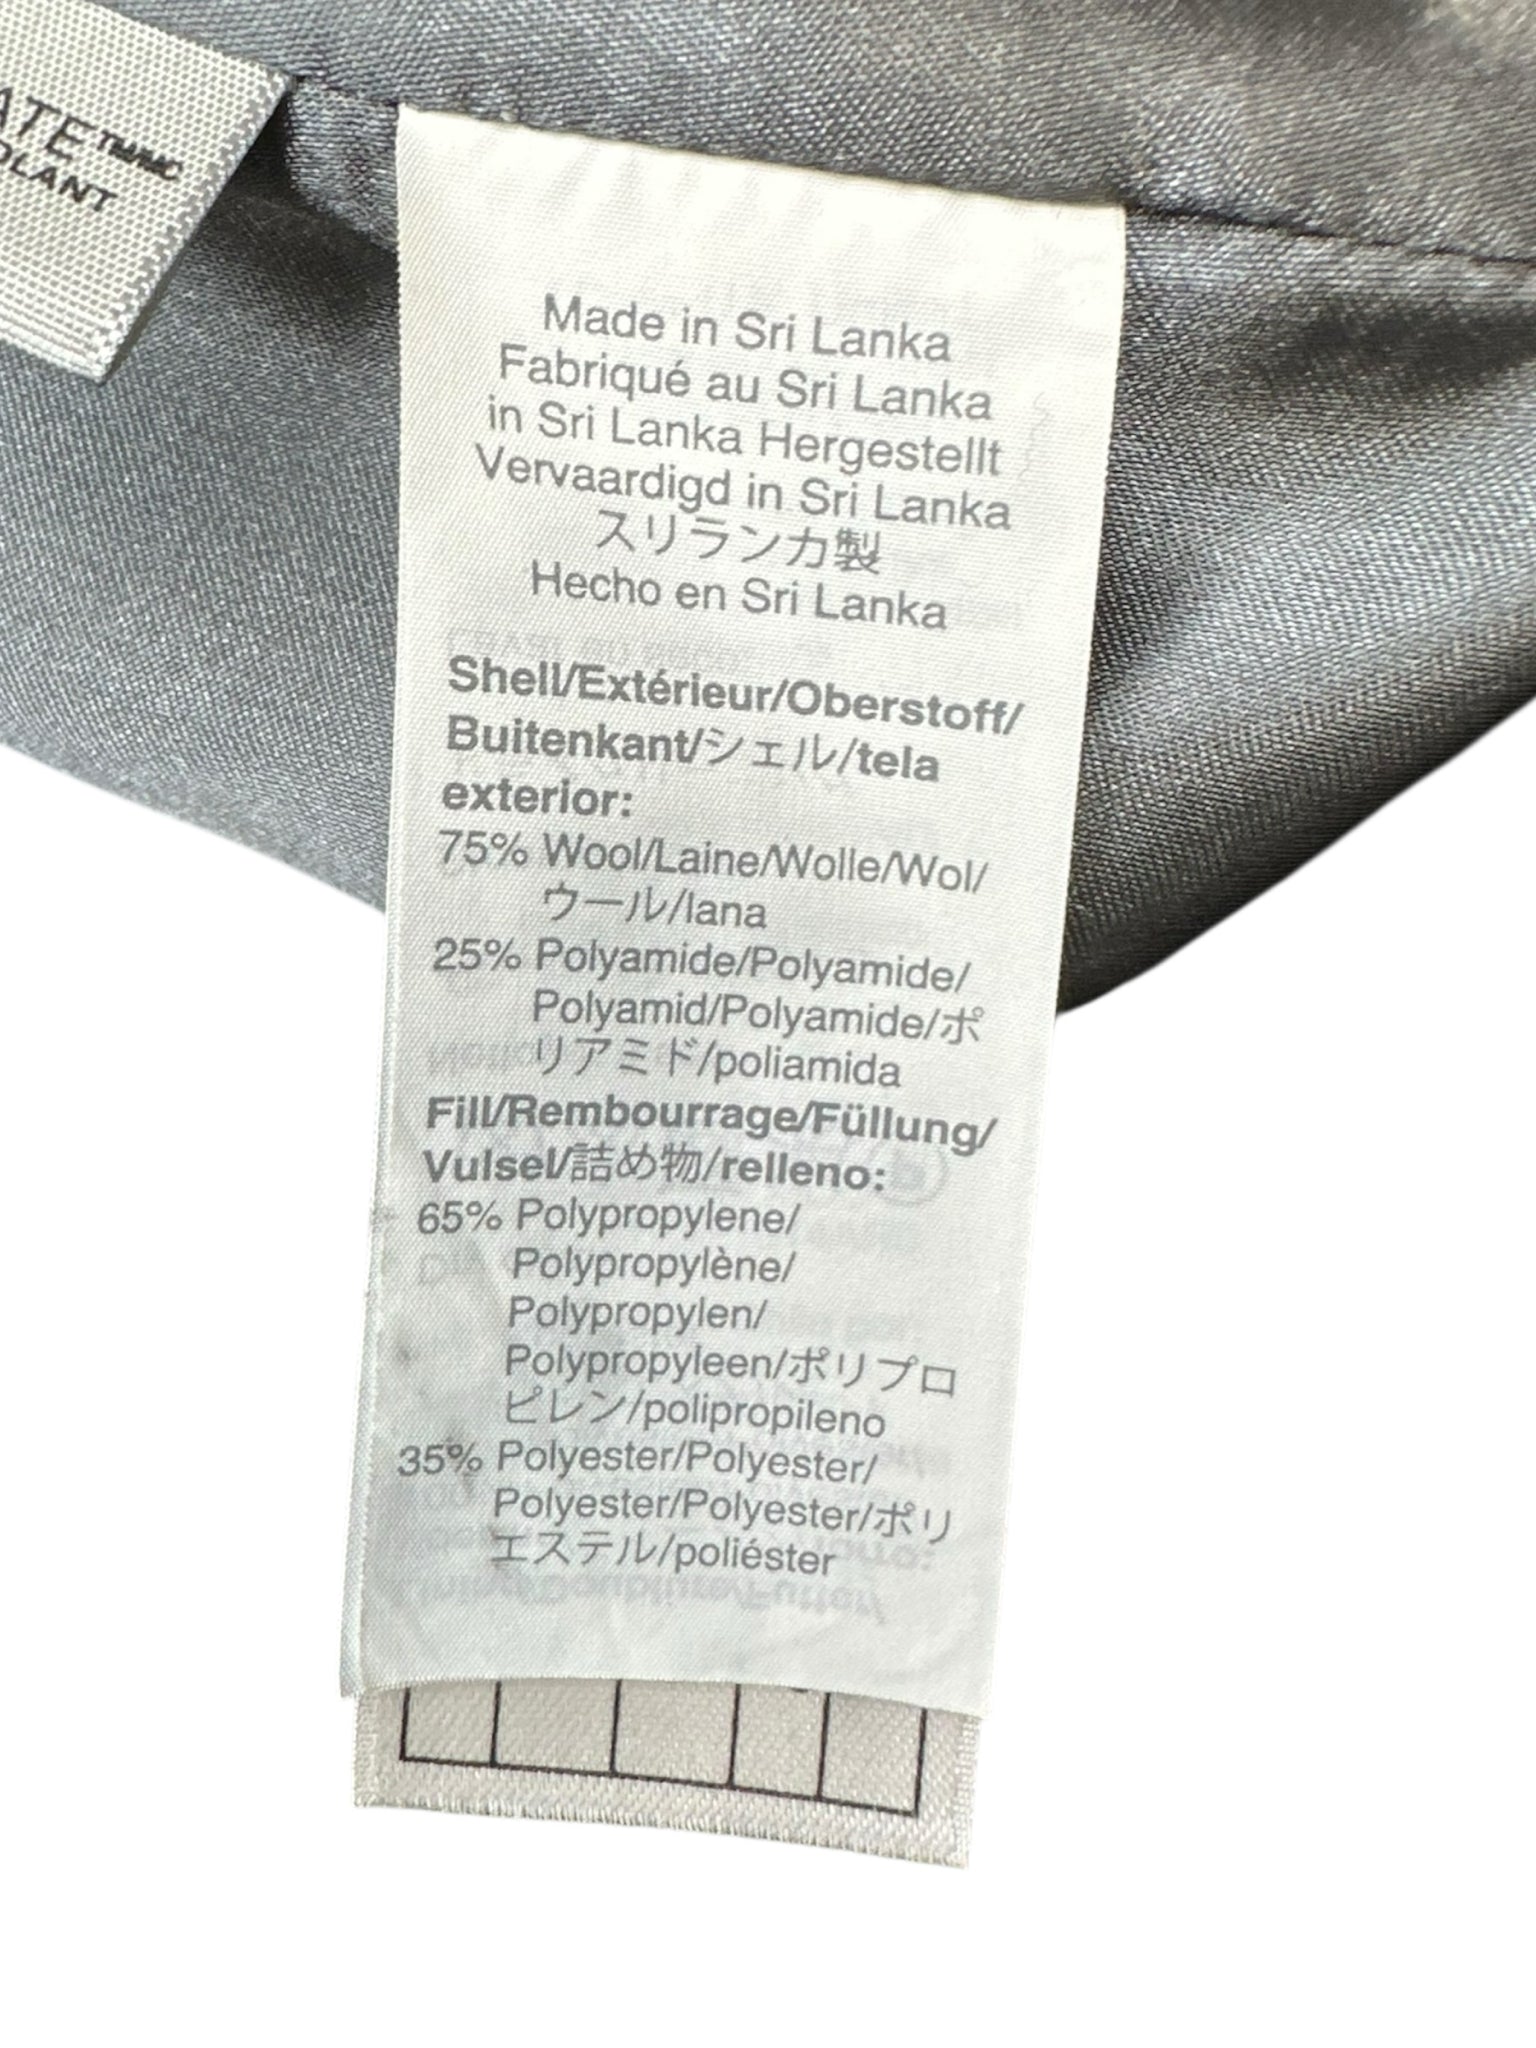 ATE™/MC
OLANT
Made in Sri Lanka
Fabriqué au Sri Lanka
in Sri Lanka Hergestellt
Vervaardigd in Sri Lanka
スリランカ製
Hecho en Sri Lanka
Shell/Extérieur/Oberstoff/
Buitenkant/シェル/tela
exterior:
75% Wool/Laine/Wolle/Wol/
ウール/lana
25% Polyamide/Polyamide/
Polyamid/Polyamide/ポ
リアミド/poliamida
Fill/Rembourrage/Füllung/
Vulsel/詰め物/relleno:
65% Polypropylene/
Polypropylène/
Polypropylen/
Polypropyleen/ポリプロ
ピレン/polipropileno
35% Polyester/Polyester/
Polyester/Polyester/ポリ
エステル/poliéster